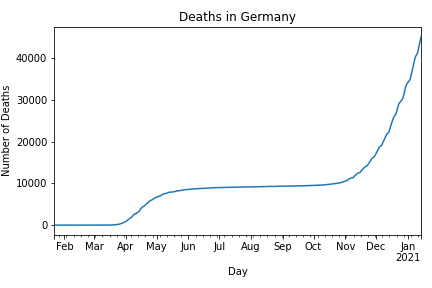 Deaths in Germany
Number of Deaths
40000
30000
20000
10000
0
Feb Mar Apr May Jun Jul Aug Sep Oct Nov Dec Jan
2021
Day